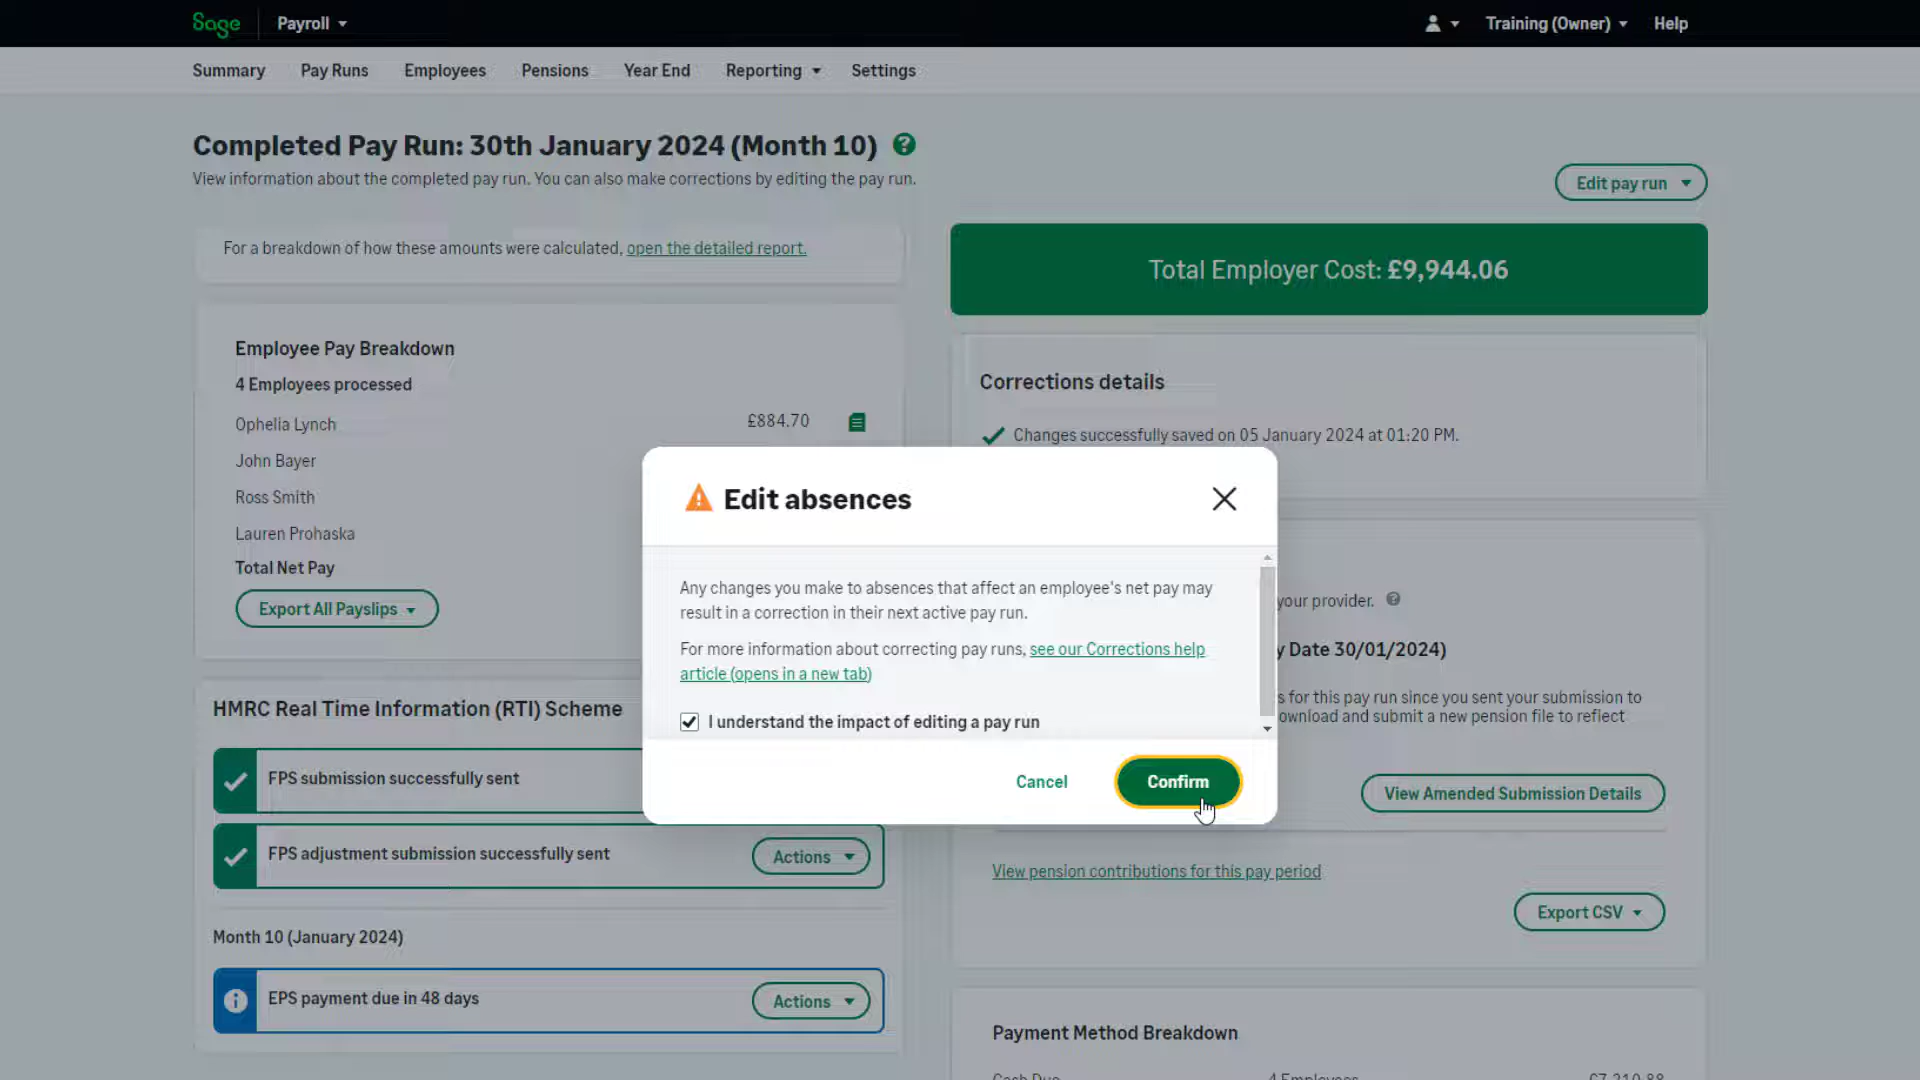 Sage Payroll Training (Owner) Help
Summary Pay Runs Employees Pensions Year End Reporting Settings
Completed Pay Run: 30th January 2024 (Month 10)
View information about the completed pay run. You can also make corrections by editing the pay run.
Edit pay run
For a breakdown of how these amounts were calculated, open the detailed report.
Total Employer Cost: £9,944.06
Employee Pay Breakdown
4 Employees processed
Ophelia Lynch £884.70
John Bayer
Ross Smith
Lauren Prohaska
Total Net Pay
Export All Payslips
Corrections details
Changes successfully saved on 05 January 2024 at 01:20 PM.
Edit absences
Any changes you make to absences that affect an employee's net pay may
result in a correction in their next active pay run.
For more information about correcting pay runs, see our Corrections help
article (opens in a new tab)
I understand the impact of editing a pay run
Cancel Confirm
your provider.
y Date 30/01/2024)
s for this pay run since you sent your submission to
ownload and submit a new pension file to reflect
View Amended Submission Details
View pension contributions for this pay period
Export CSV
HMRC Real Time Information (RTI) Scheme
FPS submission successfully sent
FPS adjustment submission successfully sent Actions
Month 10 (January 2024)
EPS payment due in 48 days Actions
Payment Method Breakdown
Cash Due 4 Employees £7,210.88